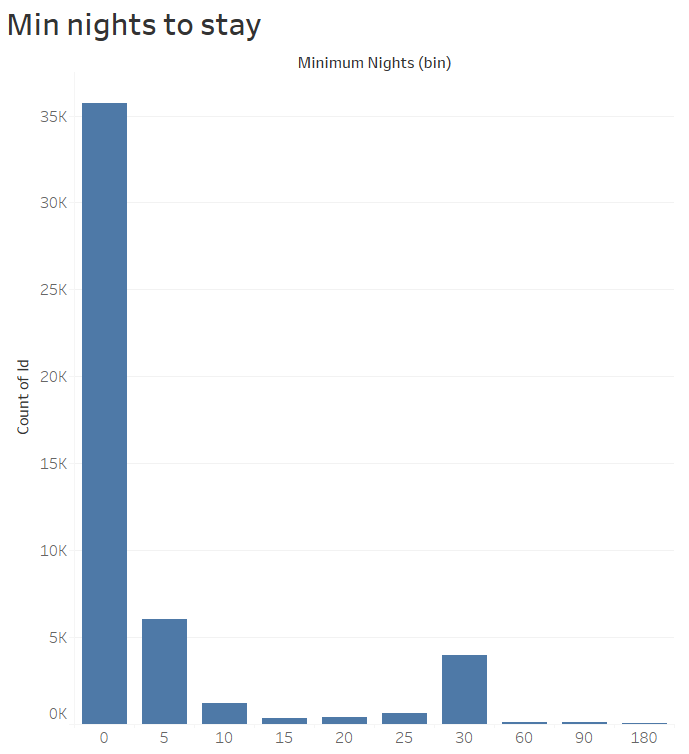 Min nights to stay
Minimum Nights (bin)
Count of Id
35K
30K
25K
20K
15K
10K
5K
0K
0 5 10 15 20 25 30 60 90 180